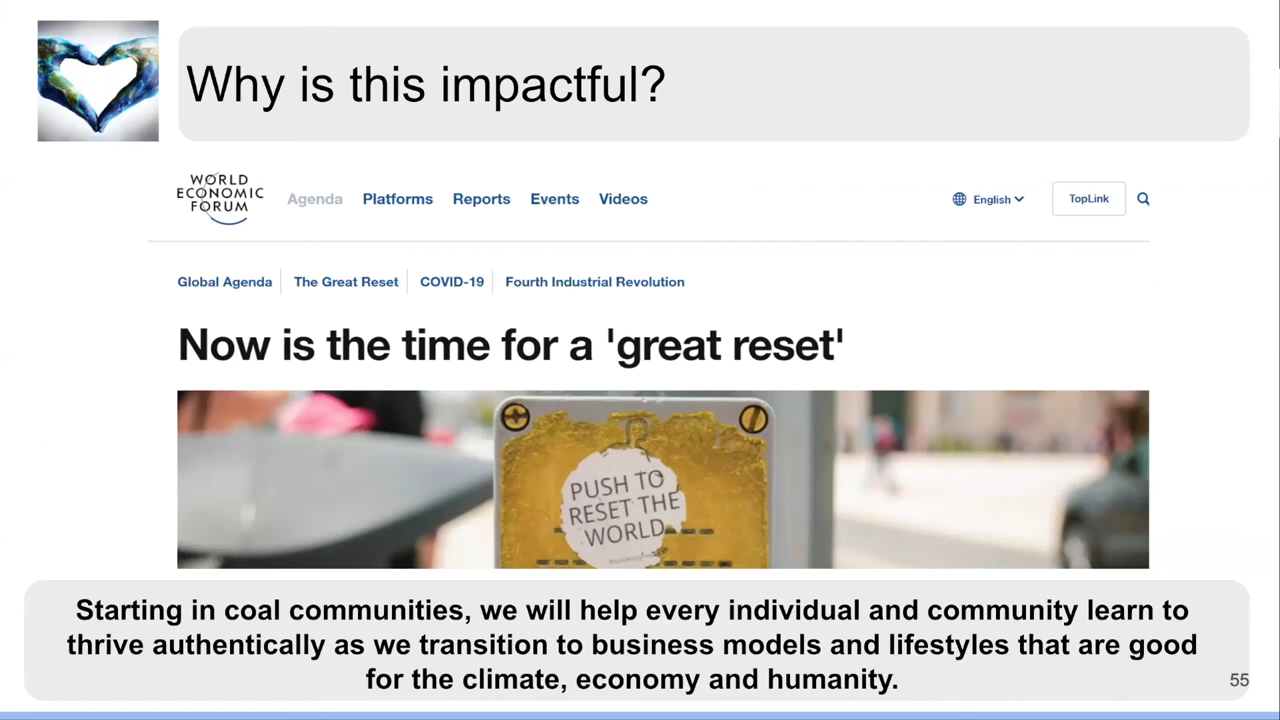 Why is this impactful?
WORLD
ECONOMIC
FORUM
Agenda Platforms Reports Events Videos English TopLink
Global Agenda The Great Reset COVID-19 Fourth Industrial Revolution
Now is the time for a 'great reset'
PUSH TO
RESET THE
WORLD
Starting in coal communities, we will help every individual and community learn to
thrive authentically as we transition to business models and lifestyles that are good
for the climate, economy and humanity.
55